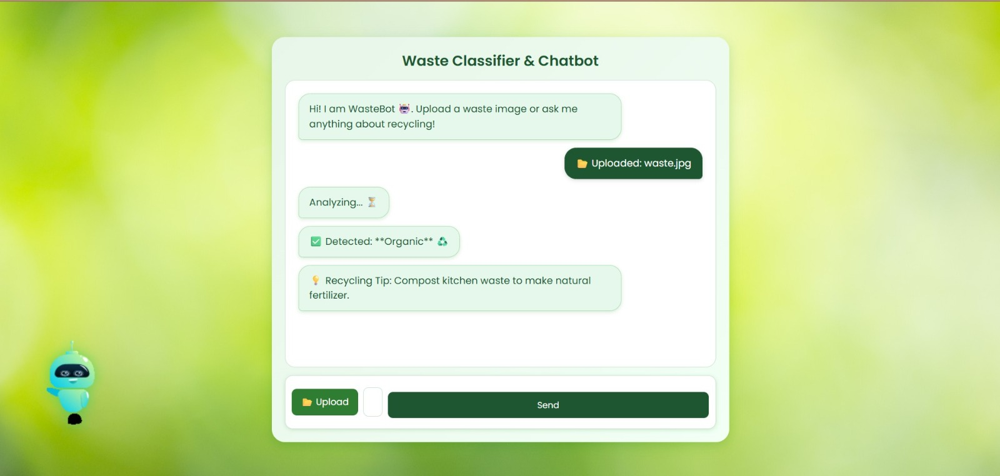 Waste Classifier & Chatbot
Hi! I am WasteBot 🤖. Upload a waste image or ask me
anything about recycling!
📂 Uploaded: waste.jpg
Analyzing... ⏳
✅ Detected: **Organic** ♻️
💡 Recycling Tip: Compost kitchen waste to make natural
fertilizer.
📂 Upload
Send